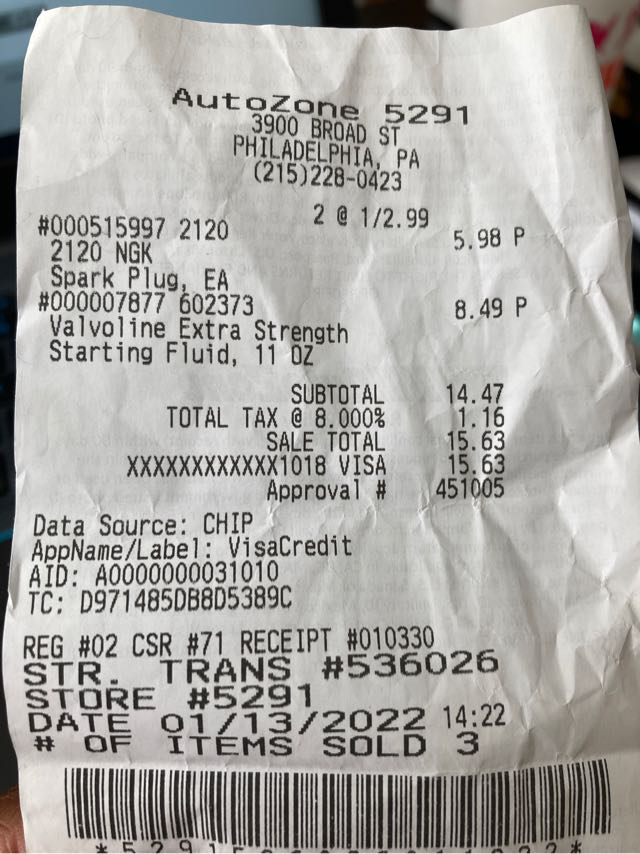 AutoZone 5291
3900 BROAD ST
PHILADELPHIA, PA
(215)228-0423
#000515997 2120 2 @ 1/2.99
2120 NGK 5.98 P
Spark Plug, EA
#000007877 602373 8.49 P
Valvoline Extra Strength
Starting Fluid, 11 OZ
SUBTOTAL 14.47
TOTAL TAX @ 8.000% 1.16
SALE TOTAL 15.63
XXXXXXXXXXXX1018 VISA 15.63
Approval # 451005
Data Source: CHIP
AppName/Label: VisaCredit
AID: A0000000031010
TC: D971485DB8D5389C
REG #02 CSR #71 RECEIPT #010330
STR. TRANS #536026
STORE #5291
DATE 01/13/2022 14:22
# OF ITEMS SOLD 3